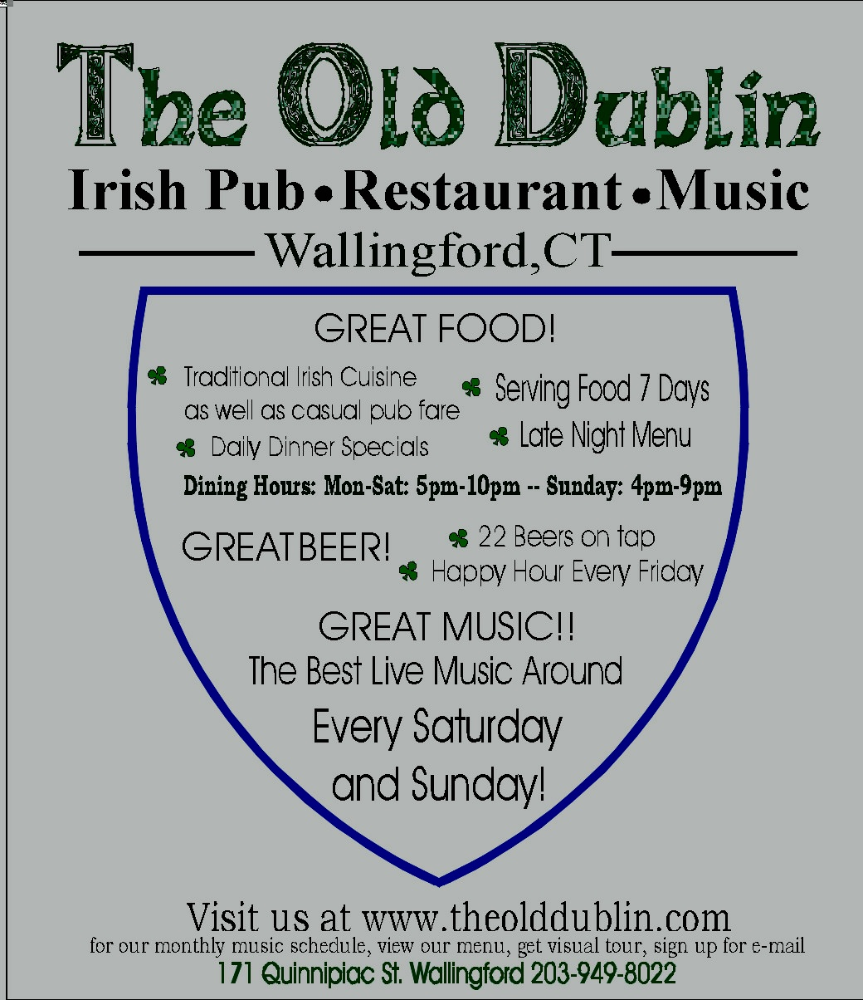 The Old Dublin
Irish Pub • Restaurant • Music
Wallingford,CT
GREAT FOOD!
Traditional Irish Cuisine
as well as casual pub fare
Daily Dinner Specials
Serving Food 7 Days
Late Night Menu
Dining Hours: Mon-Sat: 5pm-10pm -- Sunday: 4pm-9pm
GREAT BEER!
22 Beers on tap
Happy Hour Every Friday
GREAT MUSIC!!
The Best Live Music Around
Every Saturday
and Sunday!
Visit us at www.theolddublin.com
for our monthly music schedule, view our menu, get visual tour, sign up for e-mail
171 Quinnipiac St. Wallingford 203-949-8022